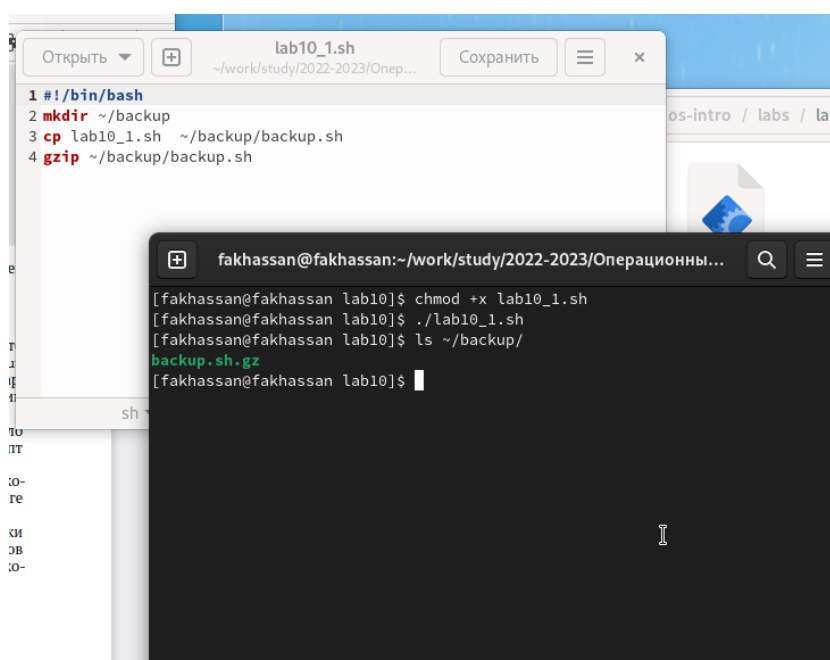 Открыть
lab10_1.sh
~/work/study/2022-2023/Опер...
Сохранить
1 #!/bin/bash
2 mkdir ~/backup
3 cp lab10_1.sh  ~/backup/backup.sh
4 gzip ~/backup/backup.sh
sh
os-intro / labs / la
fakhassan@fakhassan:~/work/study/2022-2023/Операционны...
[fakhassan@fakhassan lab10]$ chmod +x lab10_1.sh
[fakhassan@fakhassan lab10]$ ./lab10_1.sh
[fakhassan@fakhassan lab10]$ ls ~/backup/
backup.sh.gz
[fakhassan@fakhassan lab10]$